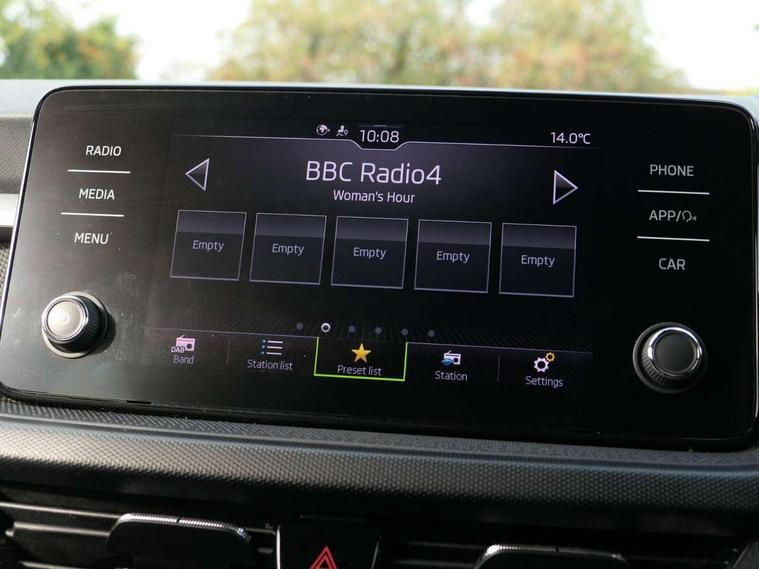 10:08
14.0°C
RADIO
MEDIA
MENU
BBC Radio4
Woman's Hour
PHONE
APP/
CAR
Empty
Empty
Empty
Empty
Empty
DAB
Band
Station list
Preset list
Station
Settings